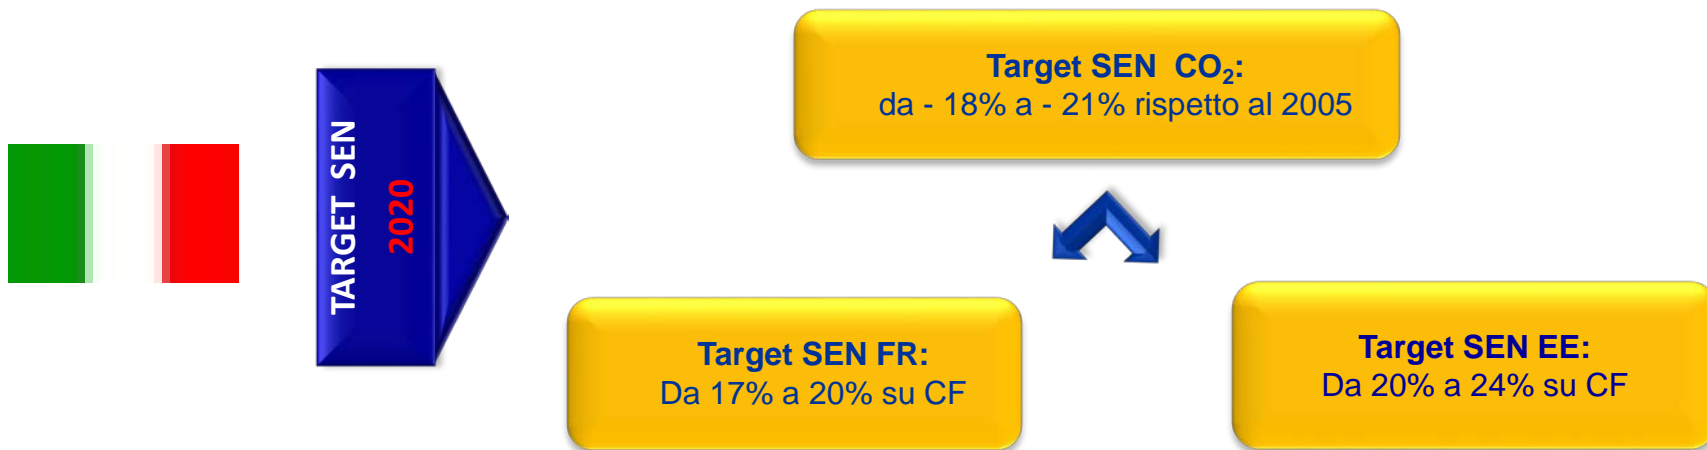 TARGET SEN
2020
Target SEN CO₂:
da - 18% a - 21% rispetto al 2005
Target SEN FR:
Da 17% a 20% su CF
Target SEN EE:
Da 20% a 24% su CF